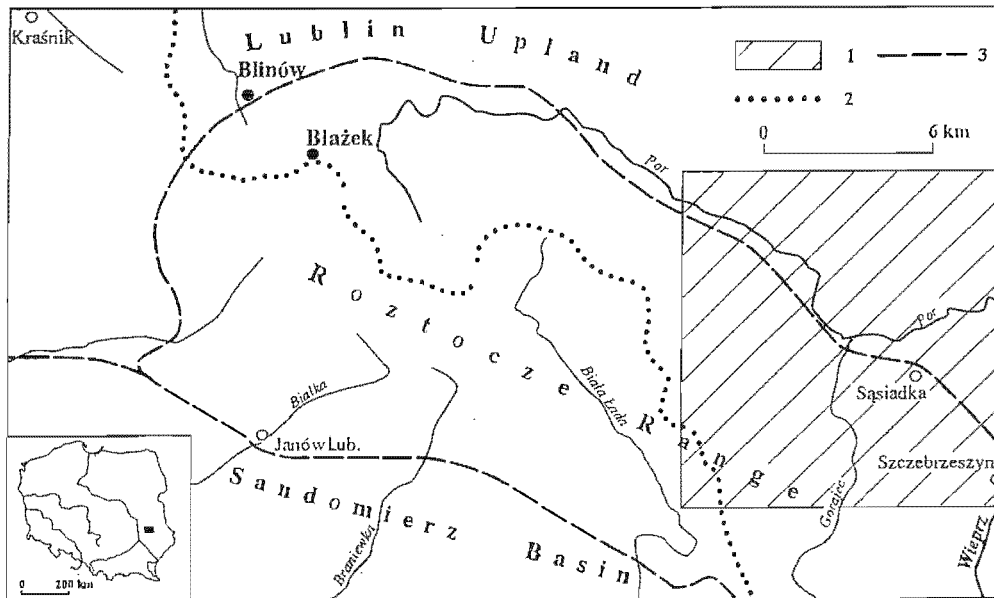 Kraśnik
Lublin Upland
Blinów
1
3
2
Błażek
0 6 km
Por
Por
Roztocze Range
Sąsiadka
Biała Łada
Białka
Janów Lub.
Szczebrzeszyn
Gorajec
Sandomierz Basin
Braniewka
Wieprz
0 200 km